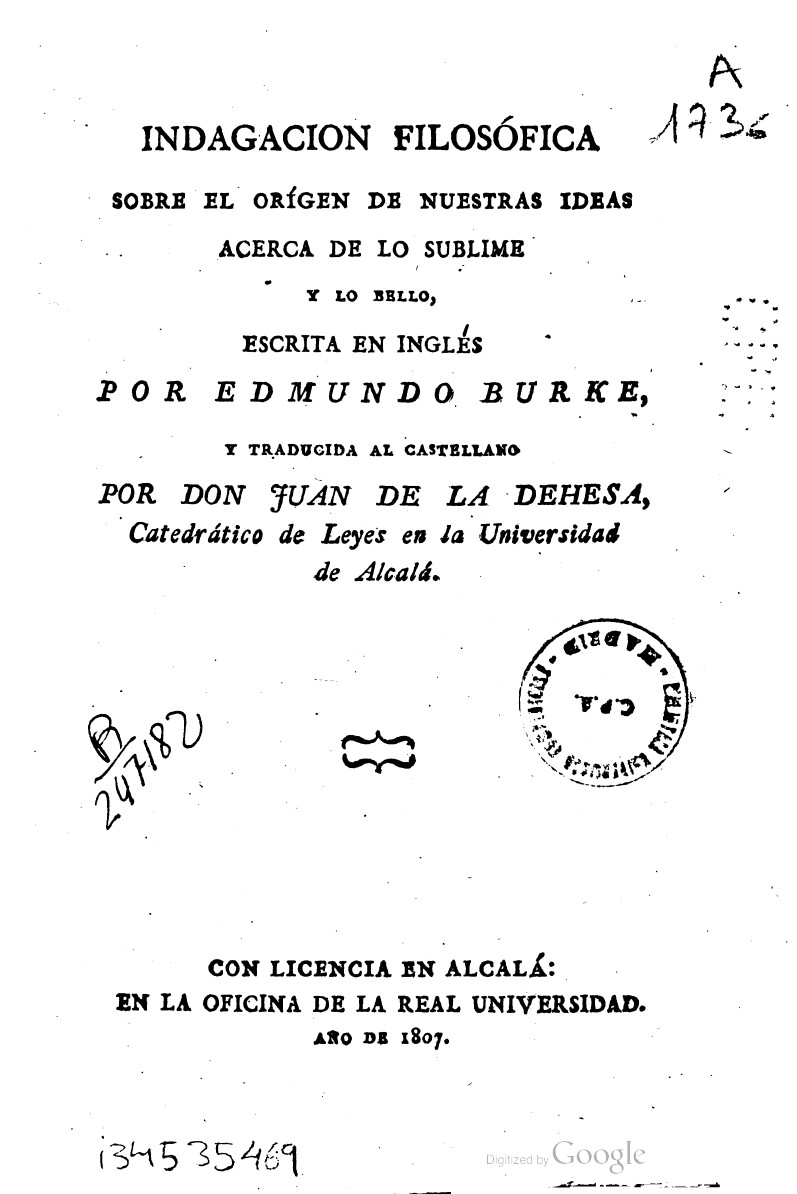 A
1736
INDAGACION FILOSÓFICA
SOBRE EL ORÍGEN DE NUESTRAS IDEAS
ACERCA DE LO SUBLIME
Y LO BELLO,
ESCRITA EN INGLÉS
POR EDMUNDO BURKE,
Y TRADUCIDA AL CASTELLANO
POR DON JUAN DE LA DEHESA,
Catedrático de Leyes en la Universidad
de Alcalá.
MADRID
C.P.A.
R
247182
CON LICENCIA EN ALCALÁ:
EN LA OFICINA DE LA REAL UNIVERSIDAD.
AÑO DE 1807.
i34535469
Digitized by Google